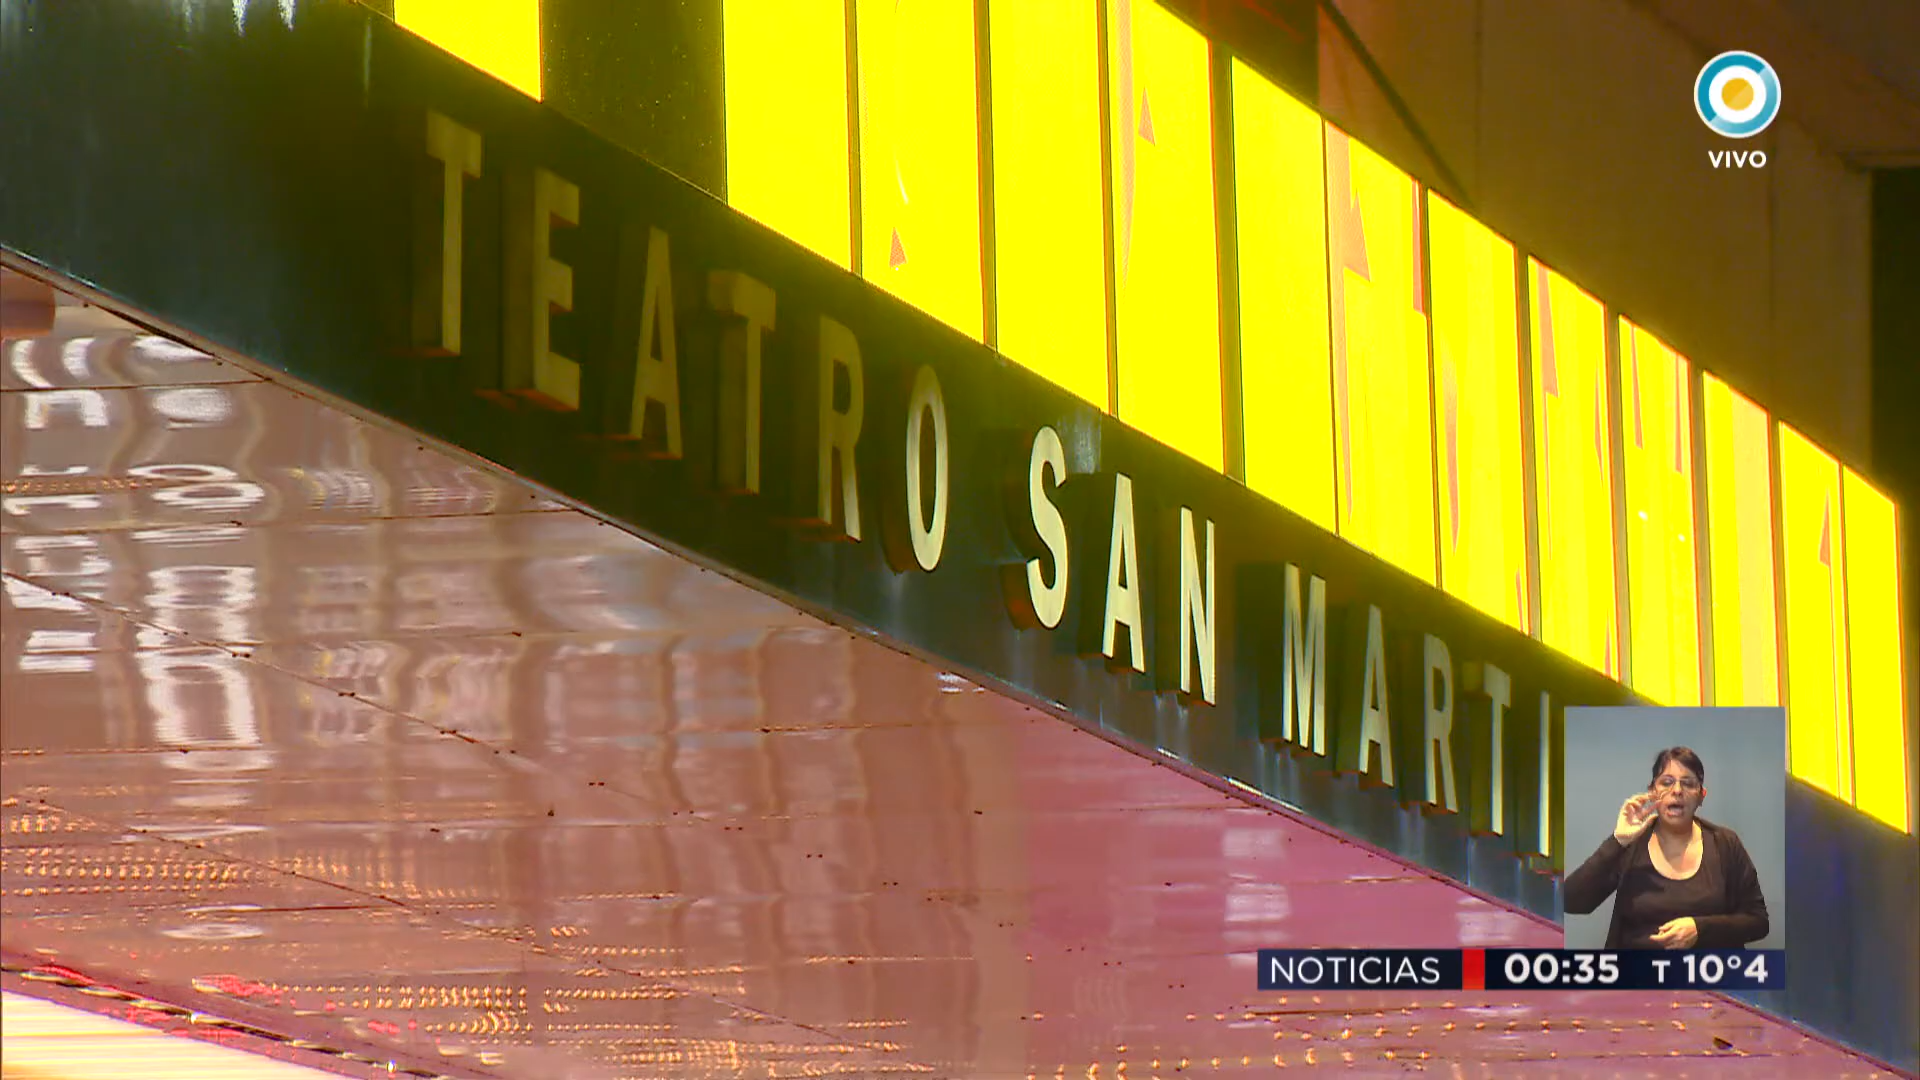 VIVO
TEATRO SAN MARTI
NOTICIAS 00:35 T 10°4